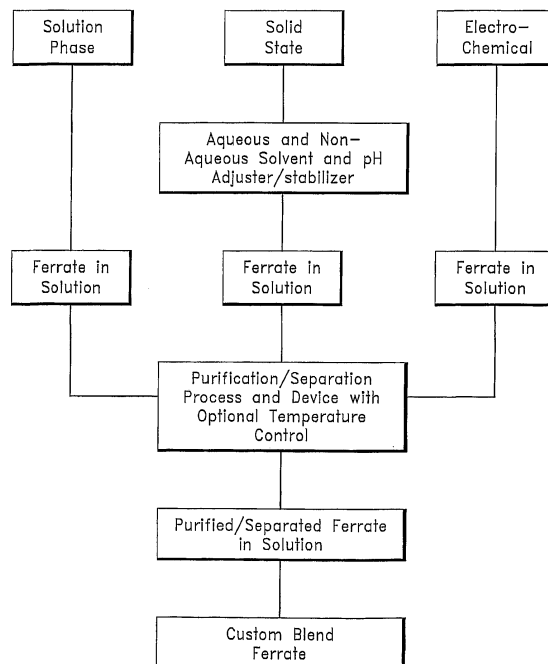 Solution
Phase
Solid
State
Electro-
Chemical
Aqueous and Non-
Aqueous Solvent and pH
Adjuster/stabilizer
Ferrate in
Solution
Ferrate in
Solution
Ferrate in
Solution
Purification/Separation
Process and Device with
Optional Temperature
Control
Purified/Separated Ferrate
in Solution
Custom Blend
Ferrate